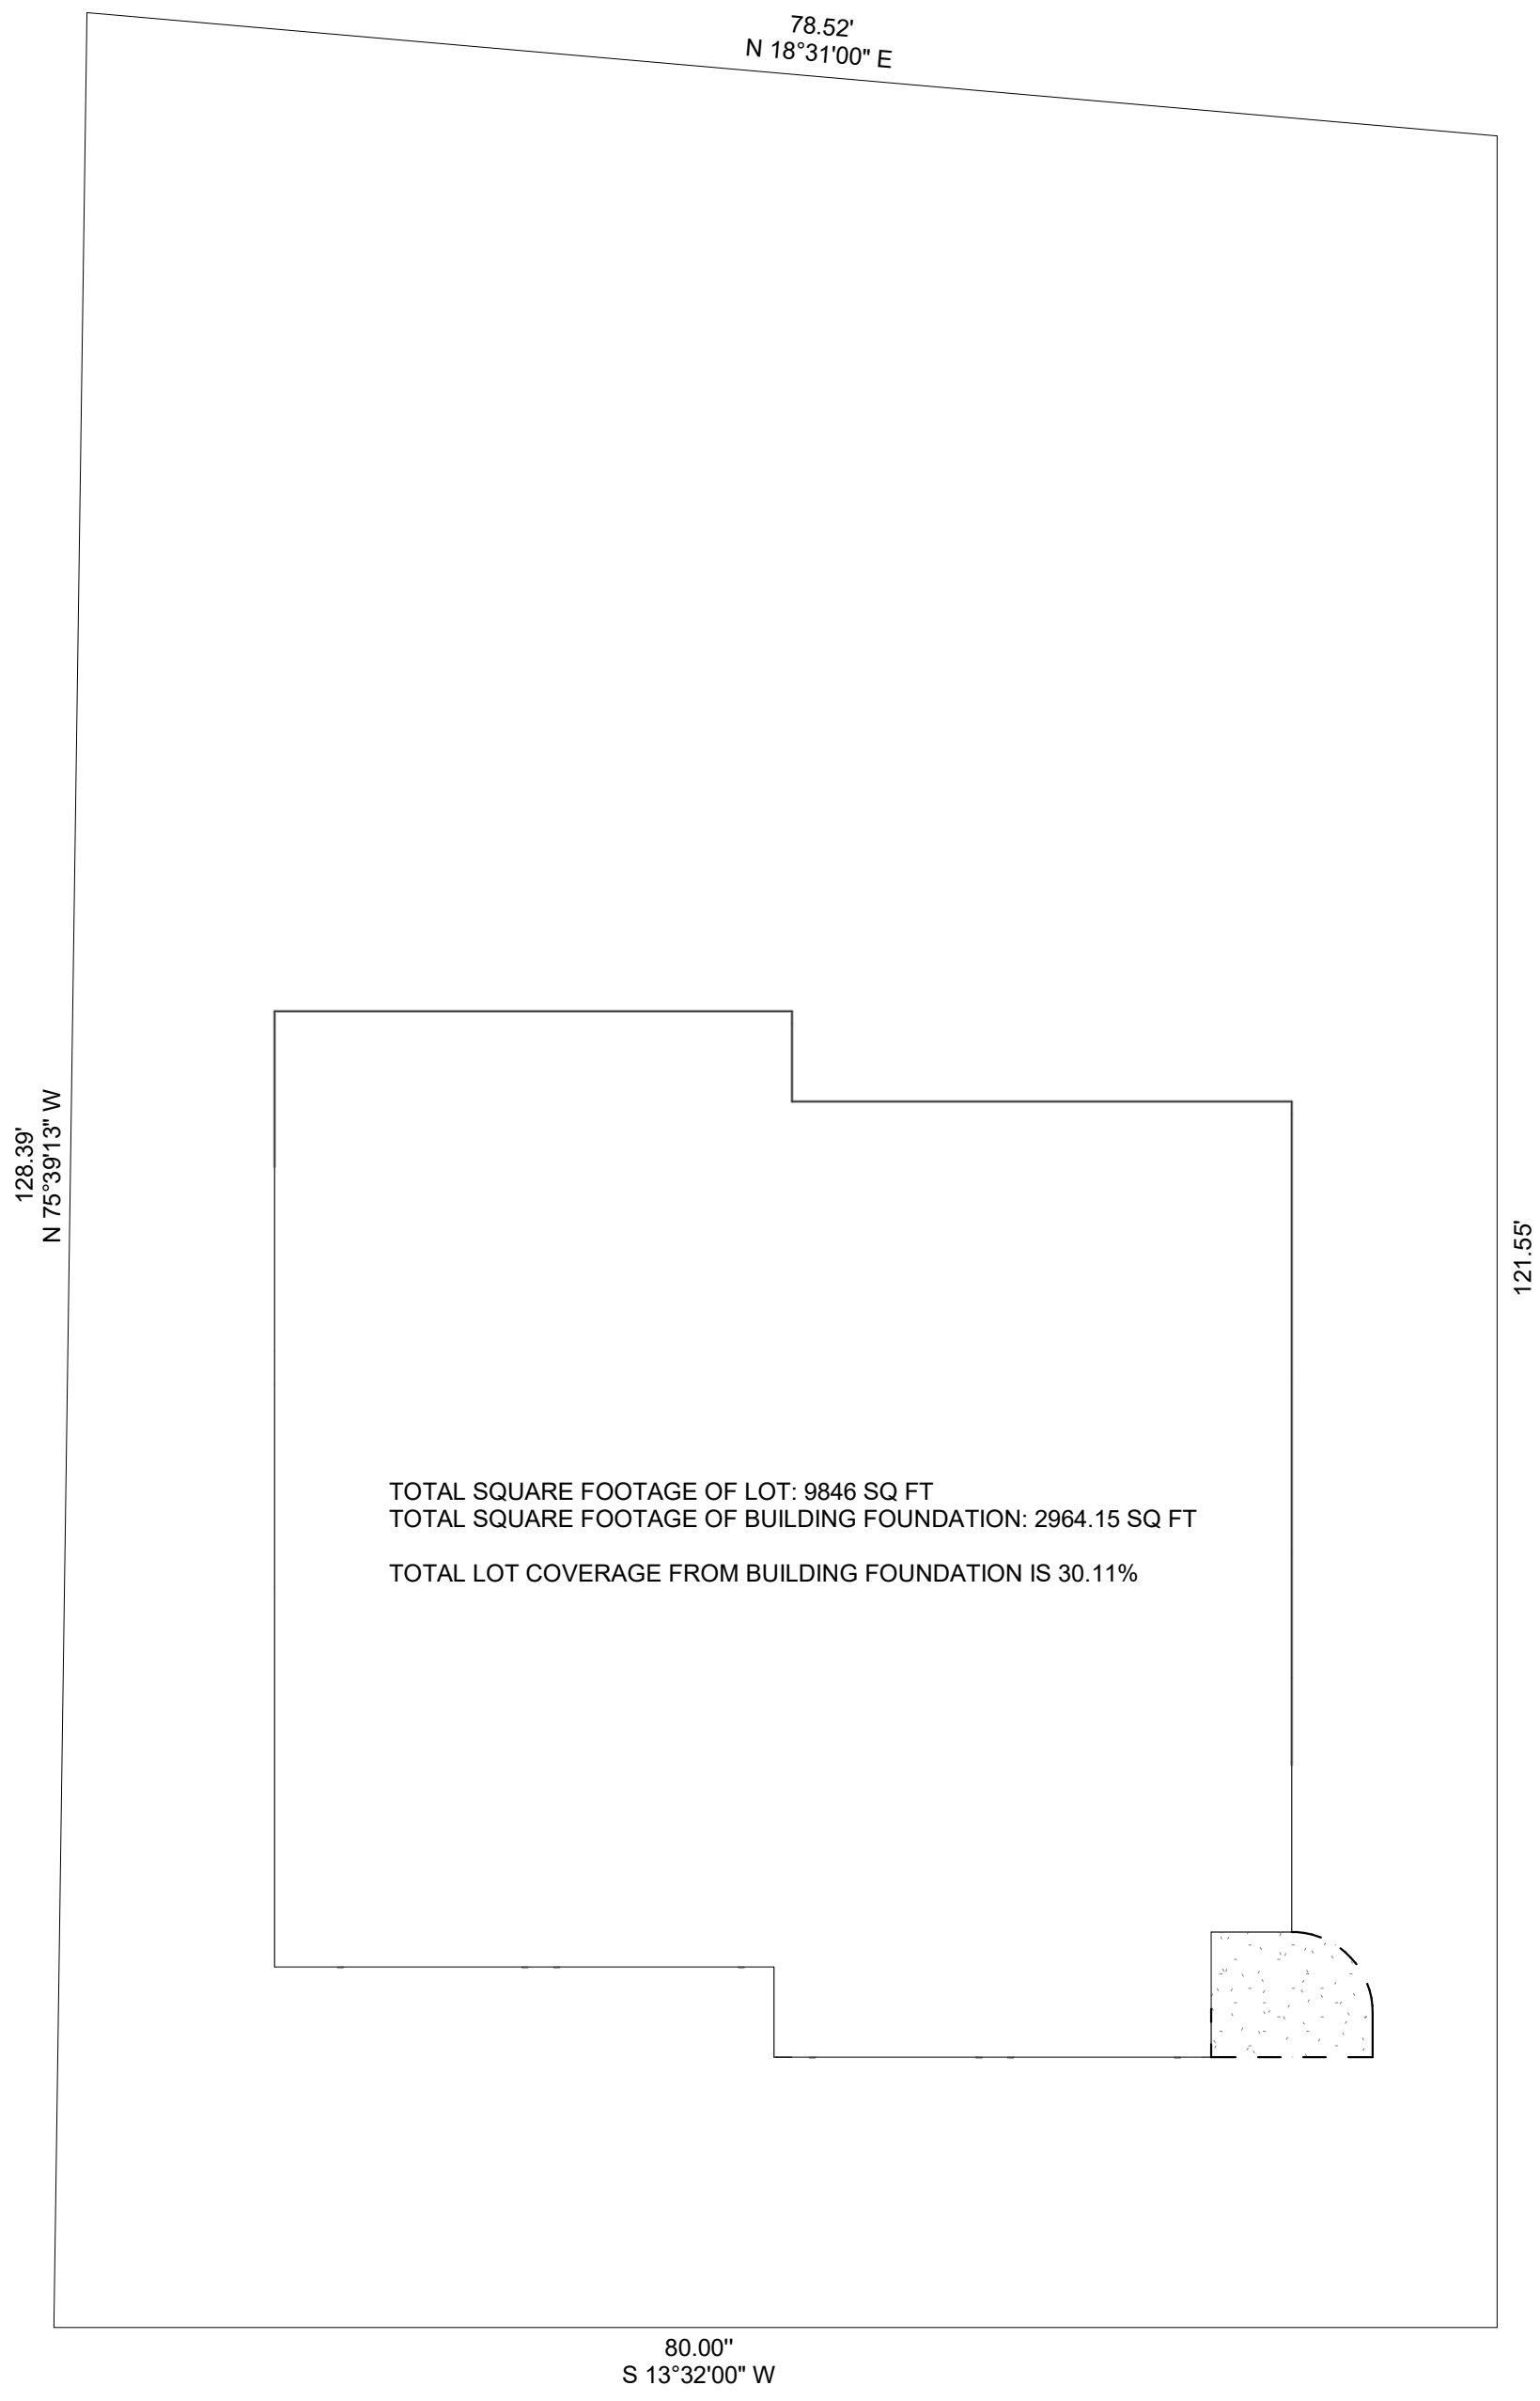 78.52'
N 18°31'00" E
128.39'
N 75°39'13" W
121.55'
TOTAL SQUARE FOOTAGE OF LOT: 9846 SQ FT
TOTAL SQUARE FOOTAGE OF BUILDING FOUNDATION: 2964.15 SQ FT
TOTAL LOT COVERAGE FROM BUILDING FOUNDATION IS 30.11%
80.00''
S 13°32'00" W